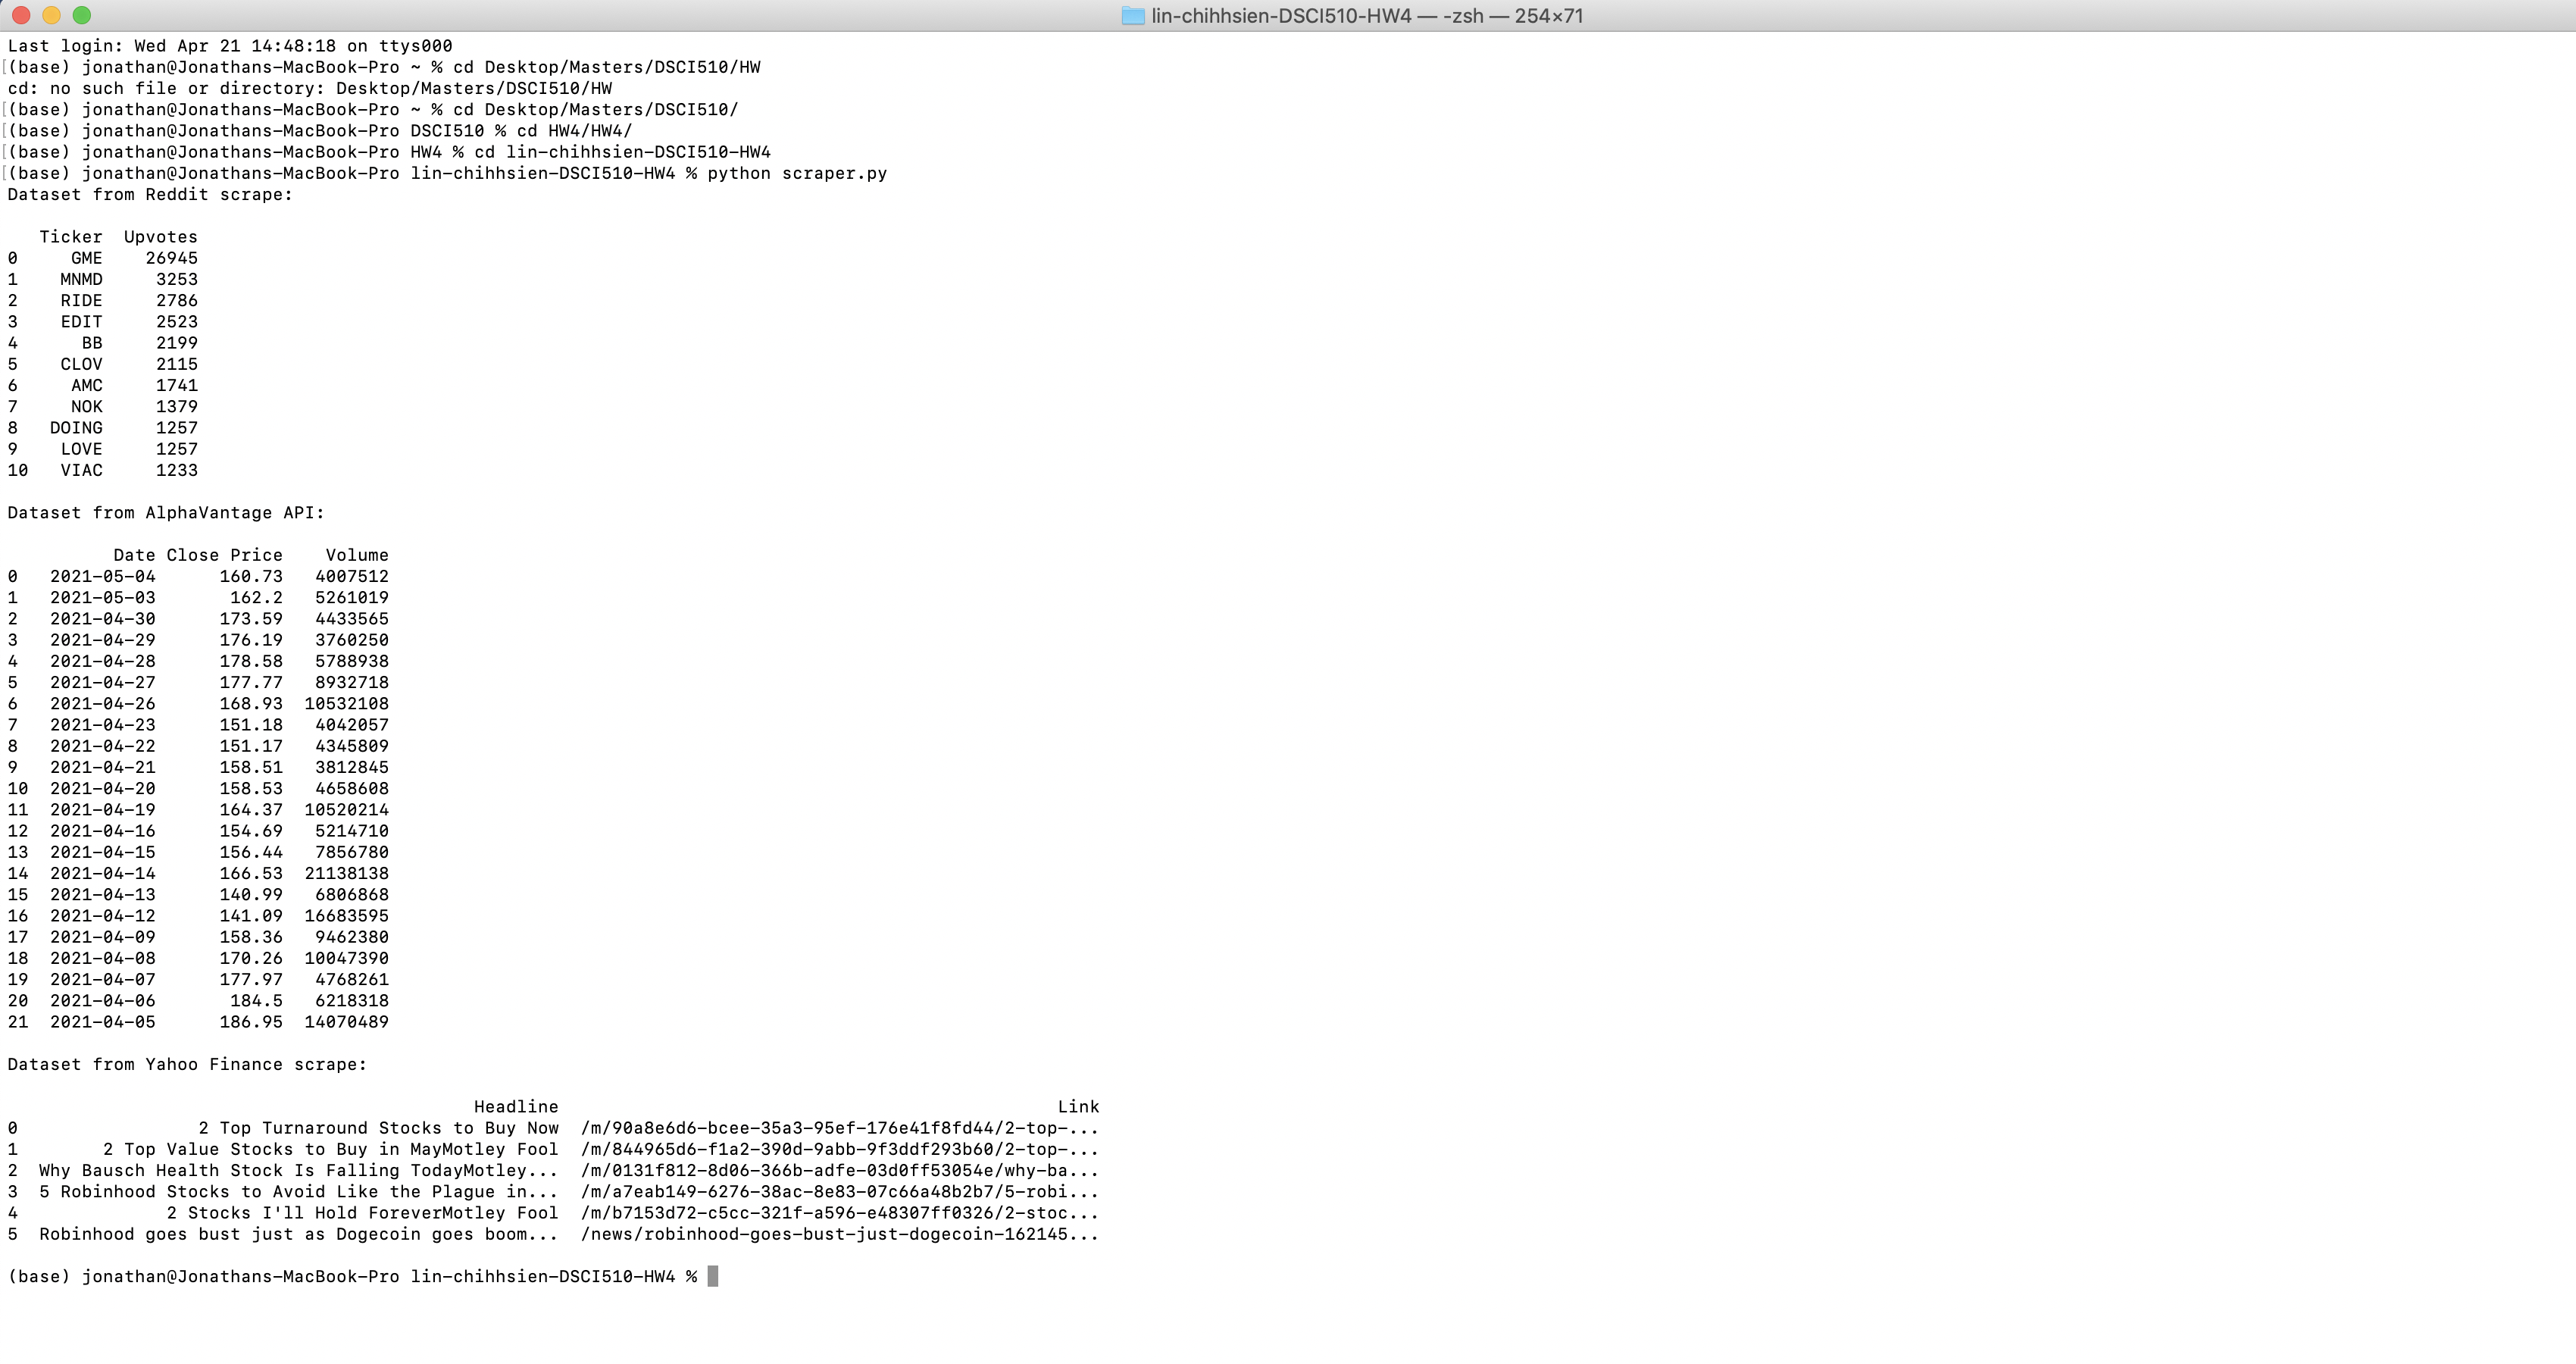 lin-chihhsien-DSCI510-HW4 — -zsh — 254×71
Last login: Wed Apr 21 14:48:18 on ttys000
[(base) jonathan@Jonathans-MacBook-Pro ~ % cd Desktop/Masters/DSCI510/HW
cd: no such file or directory: Desktop/Masters/DSCI510/HW
[(base) jonathan@Jonathans-MacBook-Pro ~ % cd Desktop/Masters/DSCI510/
[(base) jonathan@Jonathans-MacBook-Pro DSCI510 % cd HW4/HW4/
[(base) jonathan@Jonathans-MacBook-Pro HW4 % cd lin-chihhsien-DSCI510-HW4
[(base) jonathan@Jonathans-MacBook-Pro lin-chihhsien-DSCI510-HW4 % python scraper.py
Dataset from Reddit scrape:
Ticker Upvotes
0 GME 26945
1 MNMD 3253
2 RIDE 2786
3 EDIT 2523
4 BB 2199
5 CLOV 2115
6 AMC 1741
7 NOK 1379
8 DOING 1257
9 LOVE 1257
10 VIAC 1233
Dataset from AlphaVantage API:
Date Close Price Volume
0 2021-05-04 160.73 4007512
1 2021-05-03 162.2 5261019
2 2021-04-30 173.59 4433565
3 2021-04-29 176.19 3760250
4 2021-04-28 178.58 5788938
5 2021-04-27 177.77 8932718
6 2021-04-26 168.93 10532108
7 2021-04-23 151.18 4042057
8 2021-04-22 151.17 4345809
9 2021-04-21 158.51 3812845
10 2021-04-20 158.53 4658608
11 2021-04-19 164.37 10520214
12 2021-04-16 154.69 5214710
13 2021-04-15 156.44 7856780
14 2021-04-14 166.53 21138138
15 2021-04-13 140.99 6806868
16 2021-04-12 141.09 16683595
17 2021-04-09 158.36 9462380
18 2021-04-08 170.26 10047390
19 2021-04-07 177.97 4768261
20 2021-04-06 184.5 6218318
21 2021-04-05 186.95 14070489
Dataset from Yahoo Finance scrape:
Headline Link
0 2 Top Turnaround Stocks to Buy Now /m/90a8e6d6-bcee-35a3-95ef-176e41f8fd44/2-top-...
1 2 Top Value Stocks to Buy in MayMotley Fool /m/844965d6-f1a2-390d-9abb-9f3ddf293b60/2-top-...
2 Why Bausch Health Stock Is Falling TodayMotley... /m/0131f812-8d06-366b-adfe-03d0ff53054e/why-ba...
3 5 Robinhood Stocks to Avoid Like the Plague in... /m/a7eab149-6276-38ac-8e83-07c66a48b2b7/5-robi...
4 2 Stocks I'll Hold ForeverMotley Fool /m/b7153d72-c5cc-321f-a596-e48307ff0326/2-stoc...
5 Robinhood goes bust just as Dogecoin goes boom... /news/robinhood-goes-bust-just-dogecoin-162145...
(base) jonathan@Jonathans-MacBook-Pro lin-chihhsien-DSCI510-HW4 %